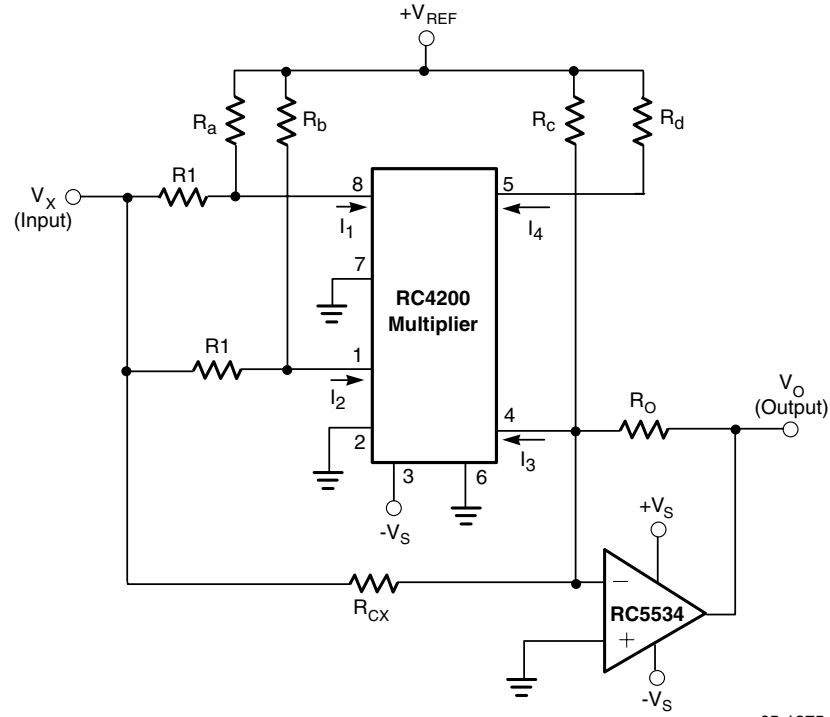 +V_REF
R_a
R_b
R_c
R_d
R1
V_X
(Input)
8
5
I_1
I_4
7
RC4200
Multiplier
R1
1
I_2
V_O
(Output)
R_O
4
2
I_3
3
6
-V_S
+V_S
R_CX
−
RC5534
+
-V_S